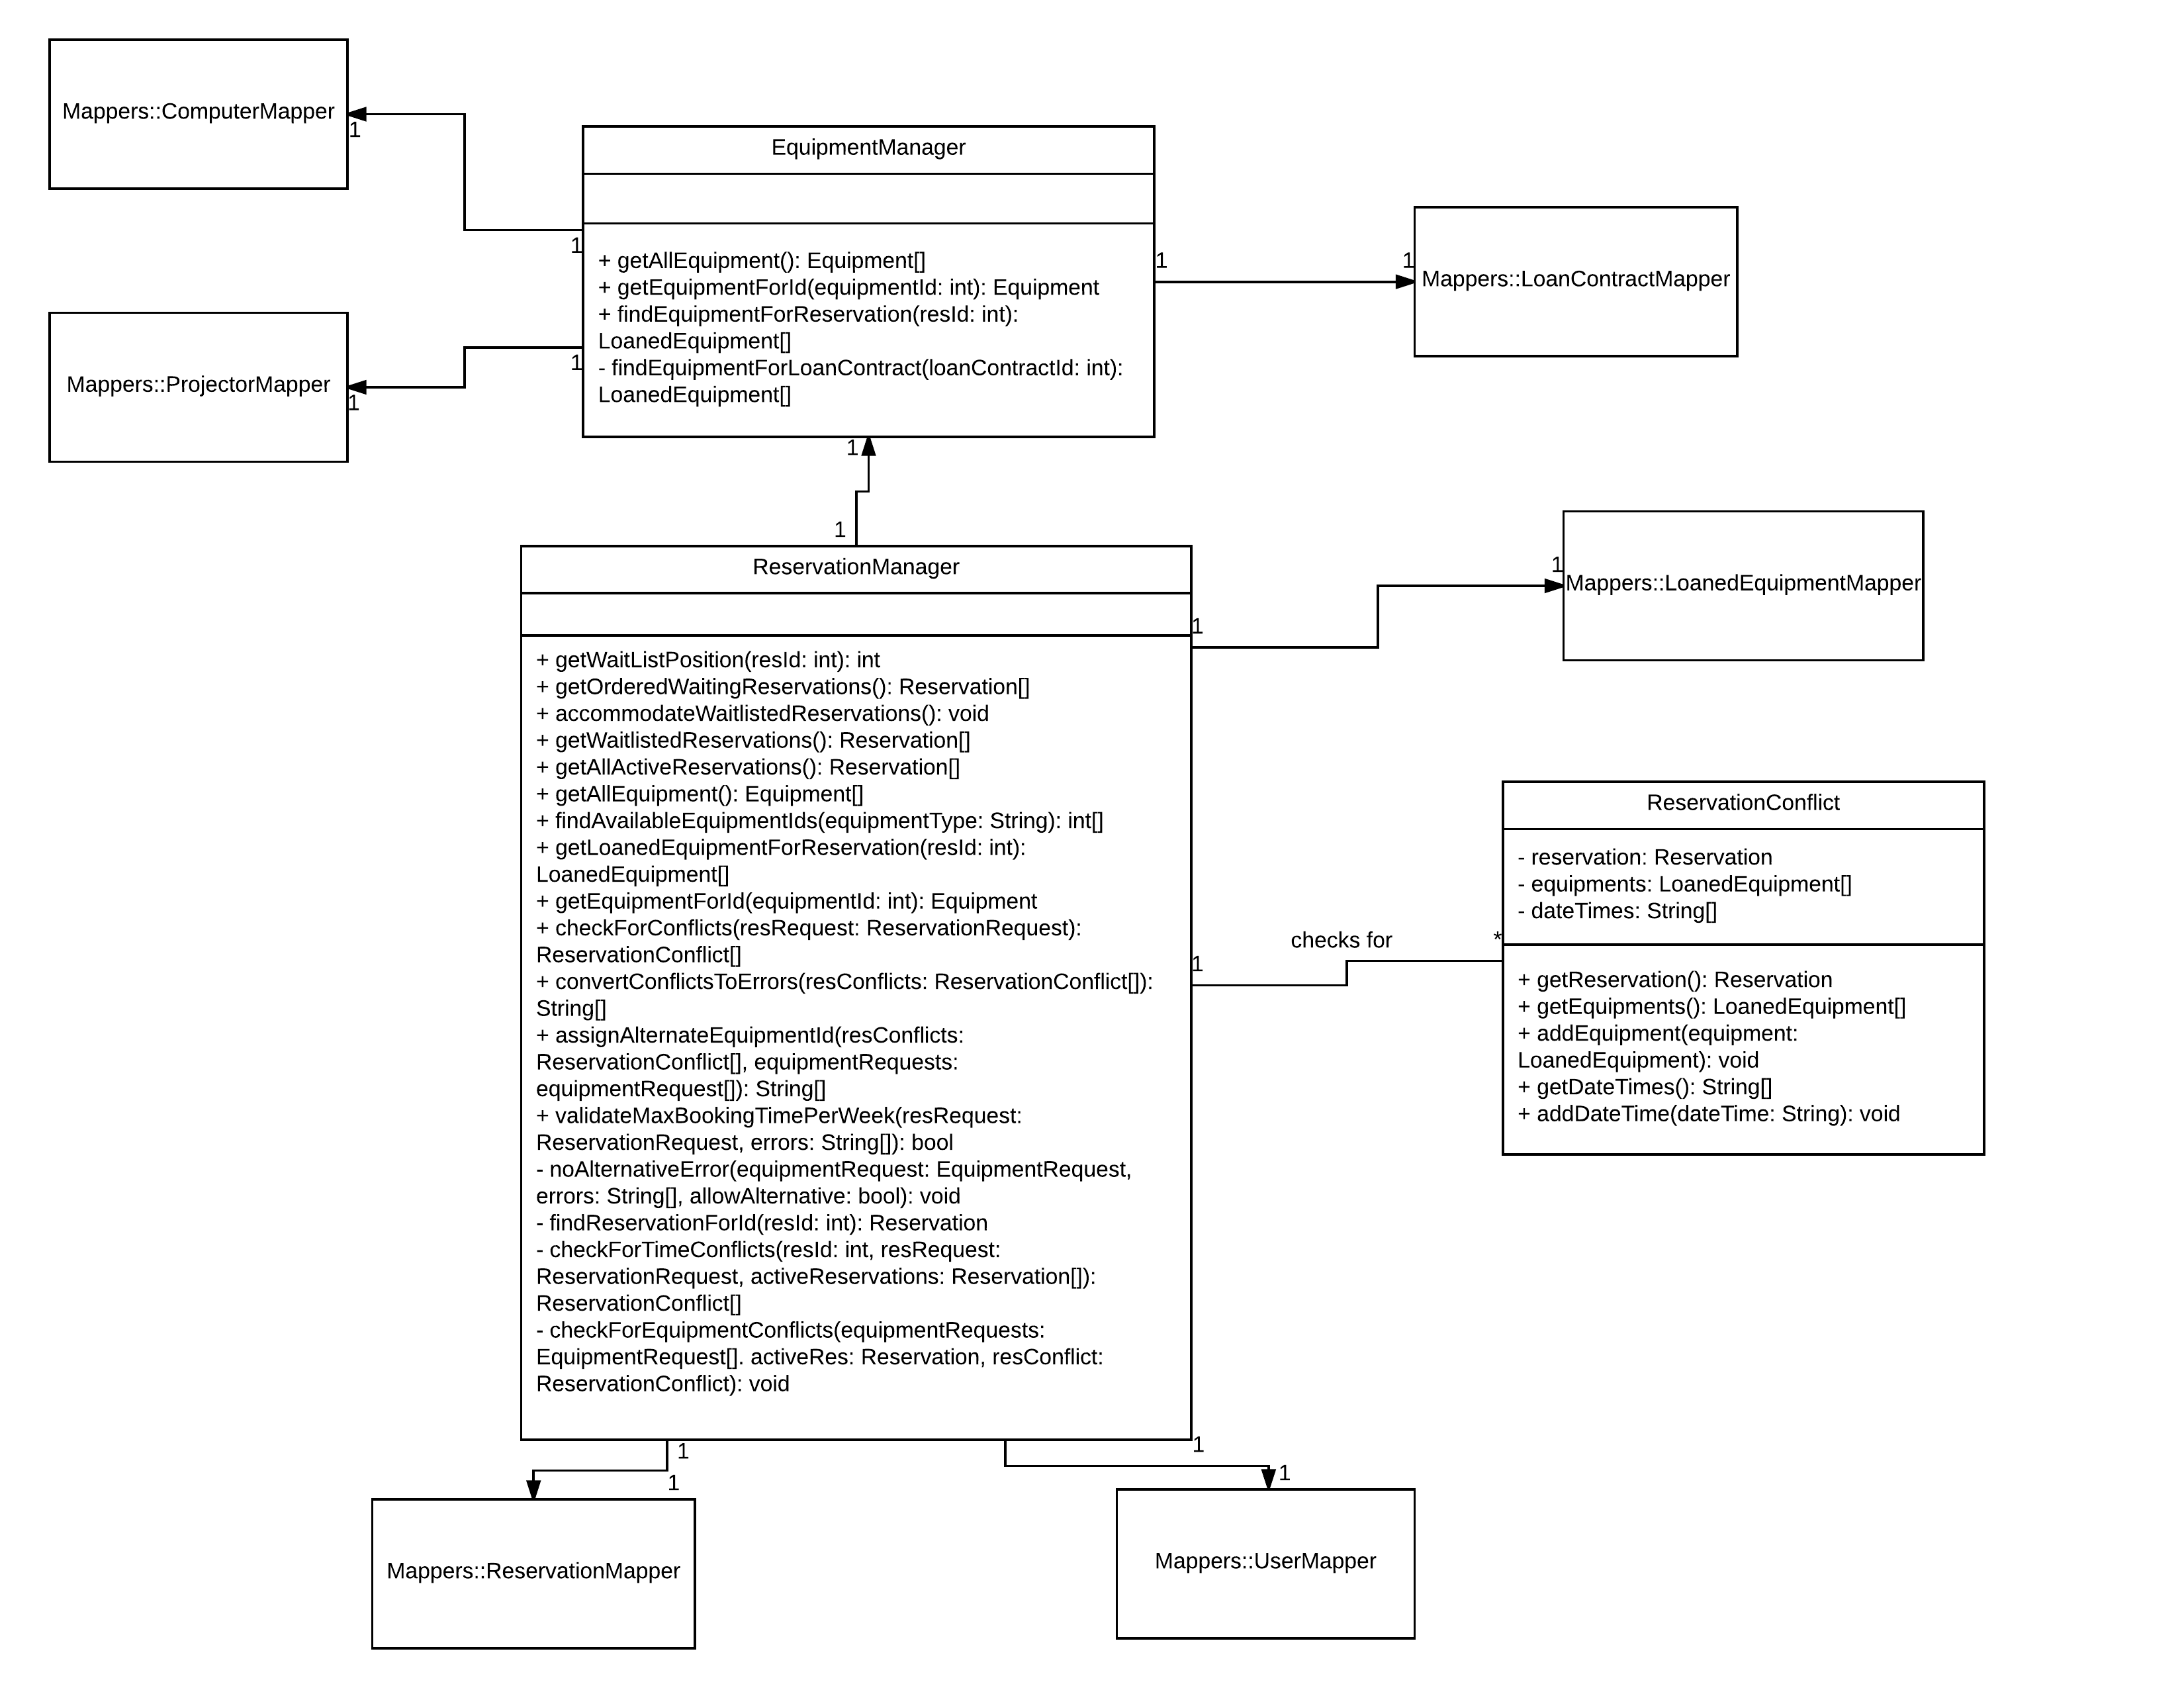 Mappers::ComputerMapper
1
EquipmentManager
1
+ getAllEquipment(): Equipment[]
+ getEquipmentForId(equipmentId: int): Equipment
+ findEquipmentForReservation(resId: int):
LoanedEquipment[]
- findEquipmentForLoanContract(loanContractId: int):
LoanedEquipment[]
1
1
Mappers::LoanContractMapper
Mappers::ProjectorMapper
1
1
1
1
ReservationManager
+ getWaitListPosition(resId: int): int
+ getOrderedWaitingReservations(): Reservation[]
+ accommodateWaitlistedReservations(): void
+ getWaitlistedReservations(): Reservation[]
+ getAllActiveReservations(): Reservation[]
+ getAllEquipment(): Equipment[]
+ findAvailableEquipmentIds(equipmentType: String): int[]
+ getLoanedEquipmentForReservation(resId: int):
LoanedEquipment[]
+ getEquipmentForId(equipmentId: int): Equipment
+ checkForConflicts(resRequest: ReservationRequest):
ReservationConflict[]
+ convertConflictsToErrors(resConflicts: ReservationConflict[]):
String[]
+ assignAlternateEquipmentId(resConflicts:
ReservationConflict[], equipmentRequests:
equipmentRequest[]): String[]
+ validateMaxBookingTimePerWeek(resRequest:
ReservationRequest, errors: String[]): bool
- noAlternativeError(equipmentRequest: EquipmentRequest,
errors: String[], allowAlternative: bool): void
- findReservationForId(resId: int): Reservation
- checkForTimeConflicts(resId: int, resRequest:
ReservationRequest, activeReservations: Reservation[]):
ReservationConflict[]
- checkForEquipmentConflicts(equipmentRequests:
EquipmentRequest[]. activeRes: Reservation, resConflict:
ReservationConflict): void
1
1
Mappers::LoanedEquipmentMapper
1
checks for
*
ReservationConflict
- reservation: Reservation
- equipments: LoanedEquipment[]
- dateTimes: String[]
+ getReservation(): Reservation
+ getEquipments(): LoanedEquipment[]
+ addEquipment(equipment:
LoanedEquipment): void
+ getDateTimes(): String[]
+ addDateTime(dateTime: String): void
1
1
Mappers::ReservationMapper
1
1
Mappers::UserMapper